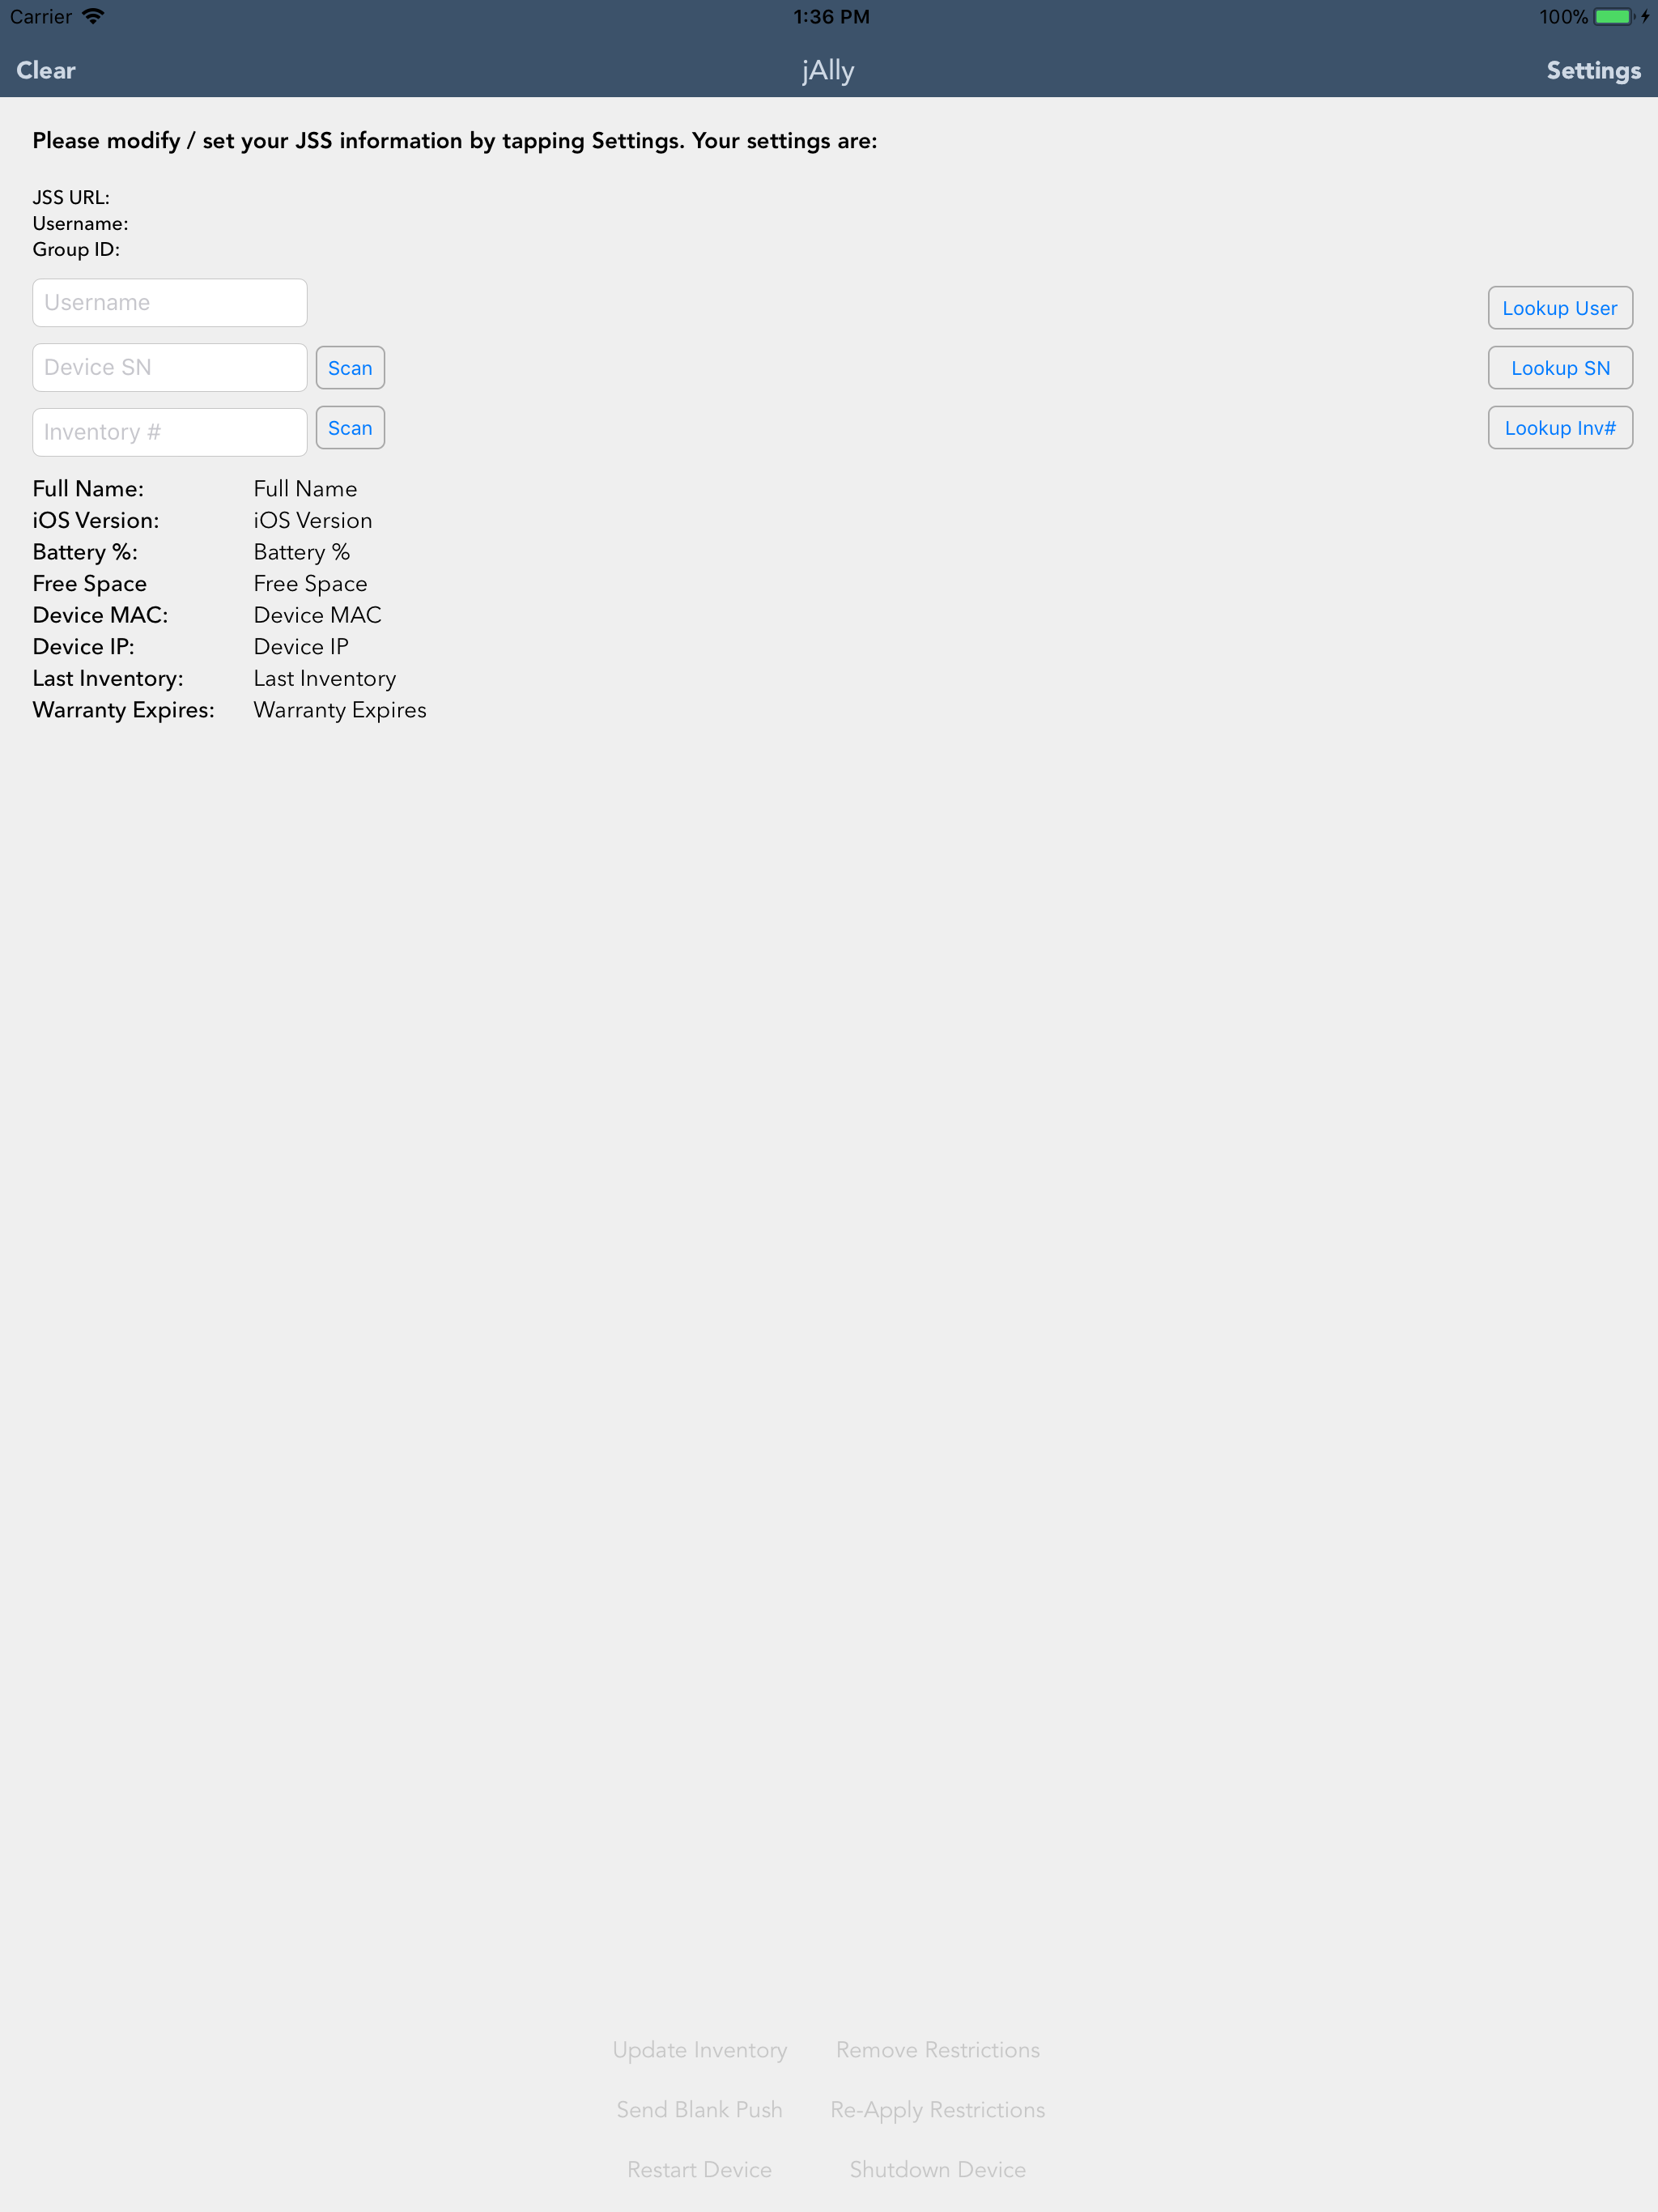 Carrier 1:36 PM 100%
Clear jAlly Settings
Please modify / set your JSS information by tapping Settings. Your settings are:
JSS URL:
Username:
Group ID:
Username Lookup User
Device SN Scan Lookup SN
Inventory # Scan Lookup Inv#
Full Name: Full Name
iOS Version: iOS Version
Battery %: Battery %
Free Space Free Space
Device MAC: Device MAC
Device IP: Device IP
Last Inventory: Last Inventory
Warranty Expires: Warranty Expires
Update Inventory Remove Restrictions
Send Blank Push Re-Apply Restrictions
Restart Device Shutdown Device